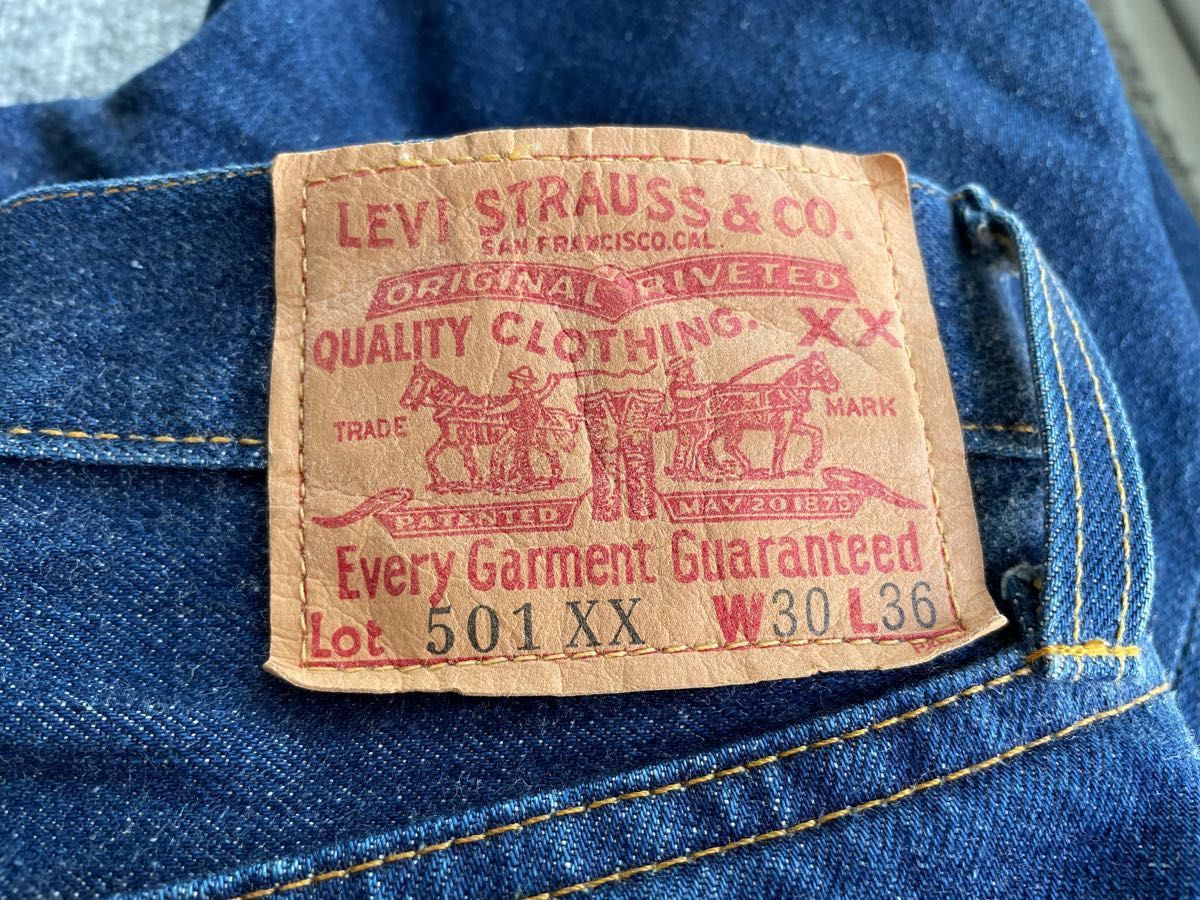 LEVI STRAUSS & CO.
SAN FRANCISCO, CAL.
ORIGINAL RIVETED
QUALITY CLOTHING. XX
TRADE MARK
PATENTED MAY 20 1873
Every Garment Guaranteed
Lot 501 XX W30 L36